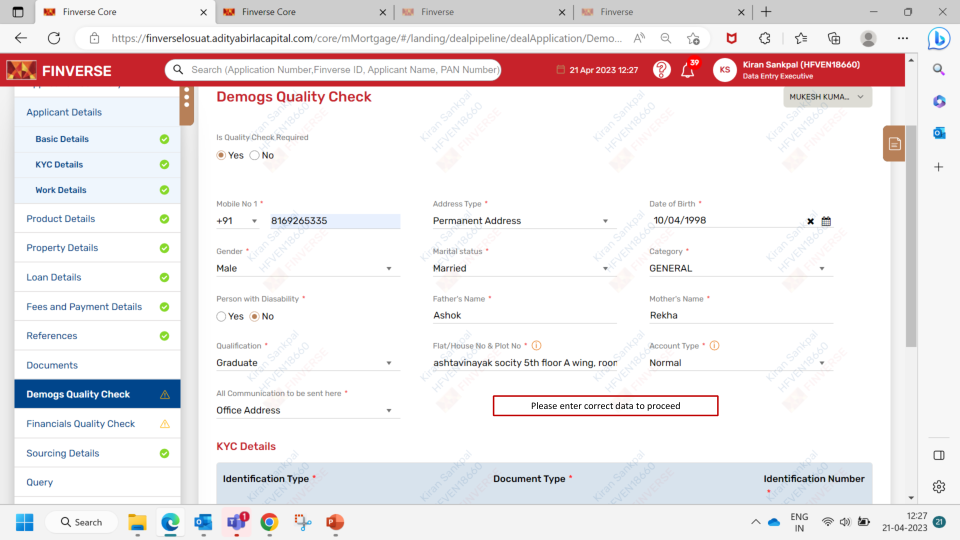 Finverse Core
Finverse Core
Finverse
Finverse
https://finverselosuat.adityabirlacapital.com/core/mMortgage/#/landing/dealpipeline/dealApplication/Demo...
FINVERSE
Search (Application Number,Finverse ID, Applicant Name, PAN Number)
21 Apr 2023 12:27
39
KS
Kiran Sankpal (HFVEN18660)
Data Entry Executive
Applicant Details
Basic Details
KYC Details
Work Details
Product Details
Property Details
Loan Details
Fees and Payment Details
References
Documents
Demogs Quality Check
Financials Quality Check
Sourcing Details
Query
Demogs Quality Check
MUKESH KUMA...
Is Quality Check Required
Yes No
Mobile No 1 * Address Type * Date of Birth *
+91 8169265335 Permanent Address 10/04/1998
Gender * Marital status * Category *
Male Married GENERAL
Person with Diasability * Father's Name * Mother's Name *
Yes No Ashok Rekha
Qualification * Flat/House No & Plot No * Account Type *
Graduate ashtavinayak socity 5th floor A wing, roor Normal
All Communication to be sent here *
Office Address
Please enter correct data to proceed
KYC Details
Identification Type * Document Type * Identification Number *
Kiran Sankpal
HFVEN18660
FINVERSE
Search
1
ENG
IN
12:27
21-04-2023
21